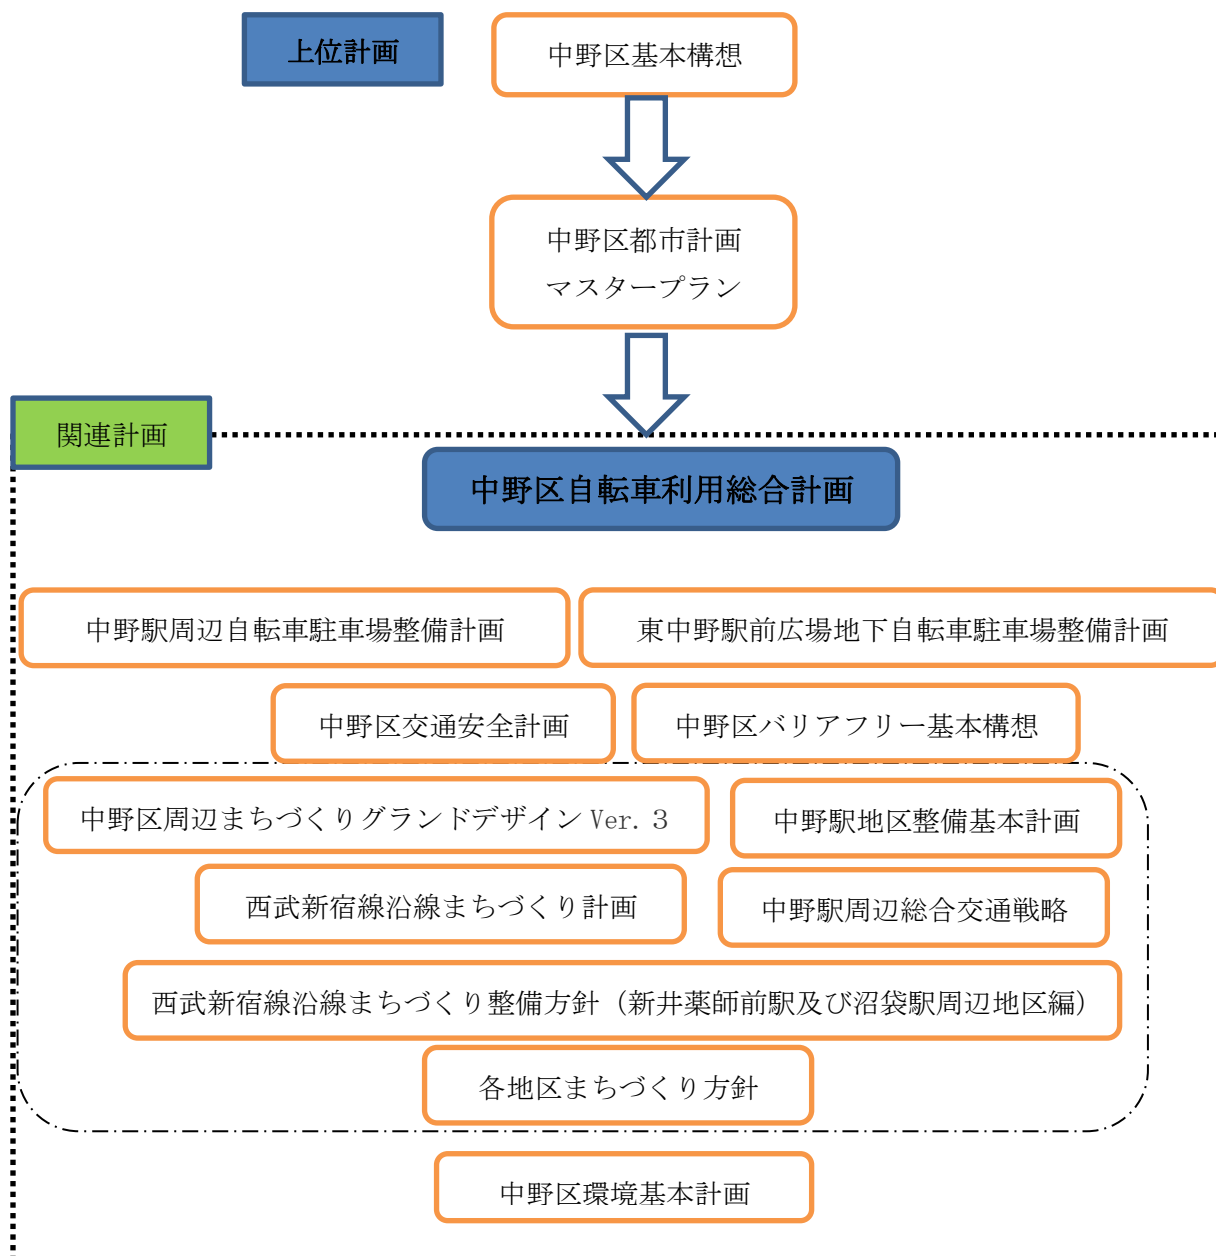 上位計画
中野区基本構想
中野区都市計画
マスタープラン
関連計画
中野区自転車利用総合計画
中野駅周辺自転車駐車場整備計画
東中野駅前広場地下自転車駐車場整備計画
中野区交通安全計画
中野区バリアフリー基本構想
中野区周辺まちづくりグランドデザイン Ver. 3
中野駅地区整備基本計画
西武新宿線沿線まちづくり計画
中野駅周辺総合交通戦略
西武新宿線沿線まちづくり整備方針（新井薬師前駅及び沼袋駅周辺地区編）
各地区まちづくり方針
中野区環境基本計画